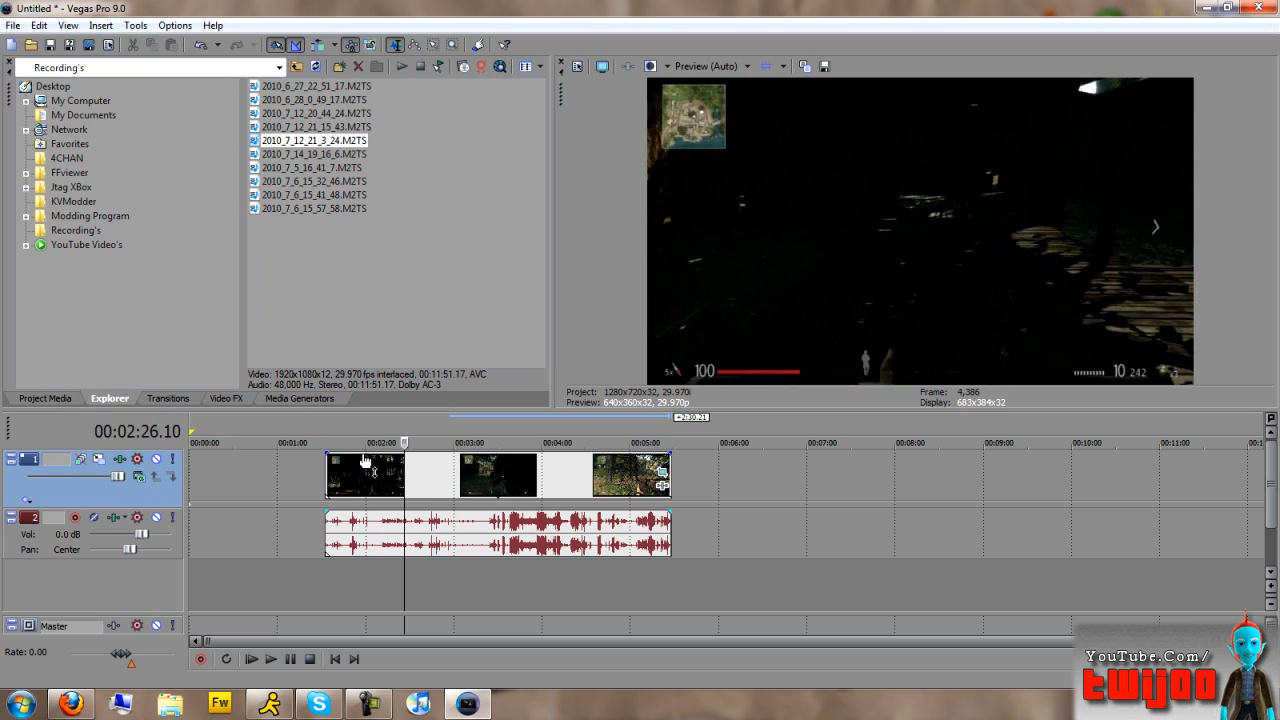 Untitled * - Vegas Pro 9.0
File Edit View Insert Tools Options Help
Recording's
Preview (Auto)
Desktop
My Computer
My Documents
Network
Favorites
4CHAN
FFviewer
Jtag XBox
KVModder
Modding Program
Recording's
YouTube Video's
2010_6_27_22_51_17.M2TS
2010_6_28_0_49_17.M2TS
2010_7_12_20_44_24.M2TS
2010_7_12_21_15_43.M2TS
2010_7_12_21_3_24.M2TS
2010_7_14_19_16_6.M2TS
2010_7_5_16_41_7.M2TS
2010_7_6_15_32_46.M2TS
2010_7_6_15_41_48.M2TS
2010_7_6_15_57_58.M2TS
5x 100
10 242
Video: 1920x1080x12, 29.970 fps interlaced, 00:11:51.17, AVC
Audio: 48,000 Hz, Stereo, 00:11:51.17, Dolby AC-3
Project Media Explorer Transitions Video FX Media Generators
Project: 1280x720x32, 29.970i
Preview: 640x360x32, 29.970p
Frame: 4,386
Display: 683x384x32
00:02:26.10
00:00:00 00:01:00 00:02:00 00:03:00 00:04:00 00:05:00 00:06:00 00:07:00 00:08:00 00:09:00 00:10:00 00:11:00
1
2
Vol: 0.0 dB
Pan: Center
Master
Rate: 0.00
YouTube.Com/
twijoo
Fw